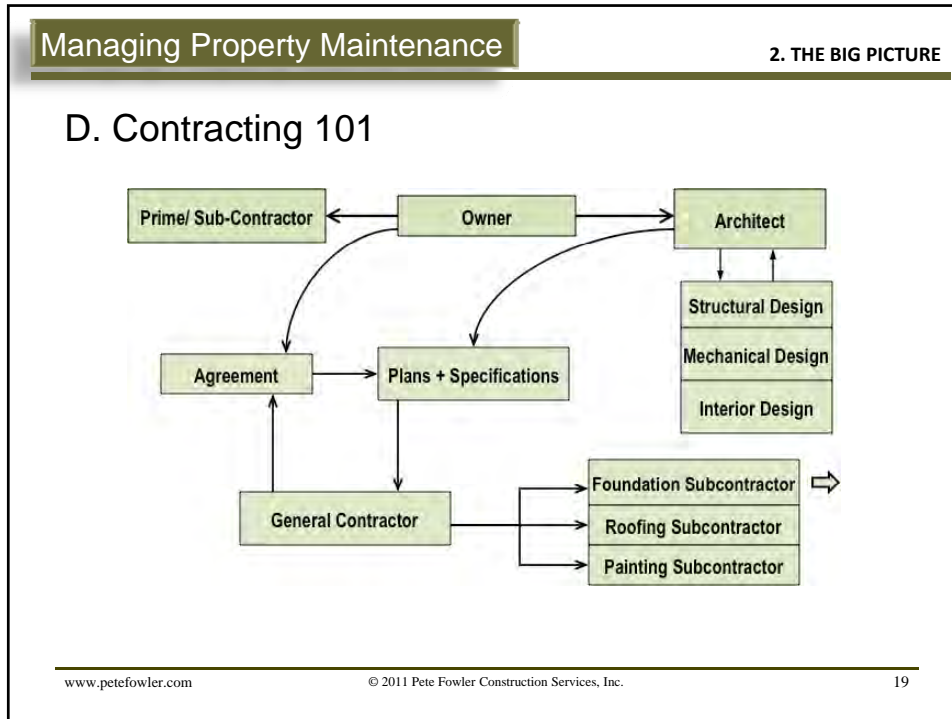 Managing Property Maintenance
2. THE BIG PICTURE
D. Contracting 101
Prime/ Sub-Contractor
Owner
Architect
Structural Design
Mechanical Design
Interior Design
Agreement
Plans + Specifications
General Contractor
Foundation Subcontractor
Roofing Subcontractor
Painting Subcontractor
www.petefowler.com
© 2011 Pete Fowler Construction Services, Inc.
19